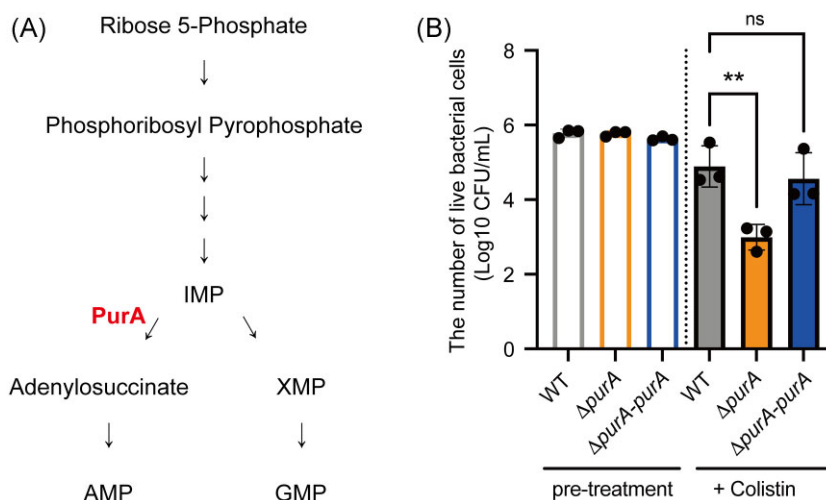 (A)
Ribose 5-Phosphate
Phosphoribosyl Pyrophosphate
IMP
PurA
Adenylosuccinate XMP
AMP GMP
(B)
The number of live bacterial cells
(Log10 CFU/mL)
8
6
4
2
0
ns
**
WT
ΔpurA
ΔpurA-purA
WT
ΔpurA
ΔpurA-purA
pre-treatment
+ Colistin